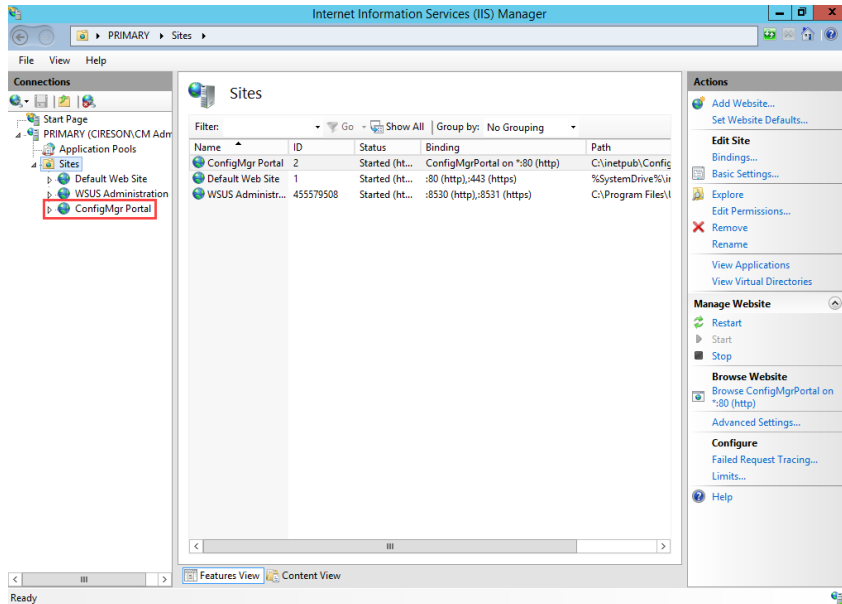 Internet Information Services (IIS) Manager
PRIMARY Sites
File View Help
Connections
Start Page
PRIMARY (CIRESON\CM Adm
Application Pools
Sites
Default Web Site
WSUS Administration
ConfigMgr Portal
Sites
Filter: Go Show All Group by: No Grouping
Name ID Status Binding Path
ConfigMgr Portal 2 Started (ht... ConfigMgrPortal on *:80 (http) C:\inetpub\Config
Default Web Site 1 Started (ht... :80 (http),:443 (https) %SystemDrive%\in
WSUS Administr... 455579508 Started (ht... :8530 (http),:8531 (https) C:\Program Files\U
Features View Content View
Actions
Add Website...
Set Website Defaults...
Edit Site
Bindings...
Basic Settings...
Explore
Edit Permissions...
Remove
Rename
View Applications
View Virtual Directories
Manage Website
Restart
Start
Stop
Browse Website
Browse ConfigMgrPortal on
*:80 (http)
Advanced Settings...
Configure
Failed Request Tracing...
Limits...
Help
Ready